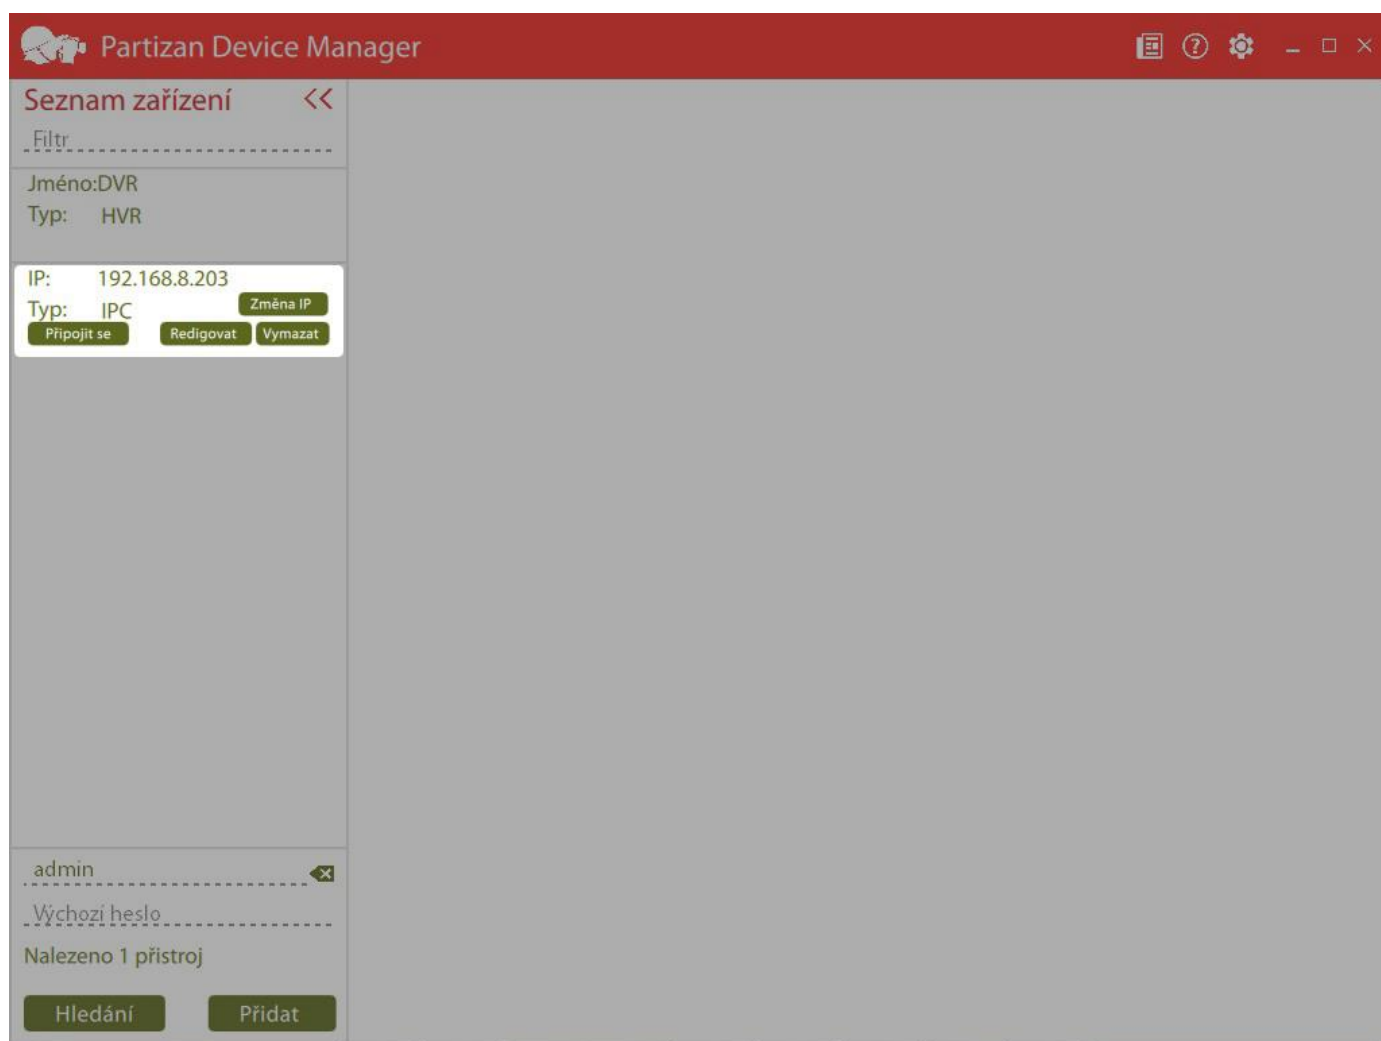 Partizan Device Manager
Seznam zařízení <<
Filtr
Jméno:DVR
Typ: HVR
IP: 192.168.8.203
Změna IP
Typ: IPC
Připojit se Redigovat Vymazat
admin
Výchozí heslo
Nalezeno 1 přistroj
Hledání Přidat